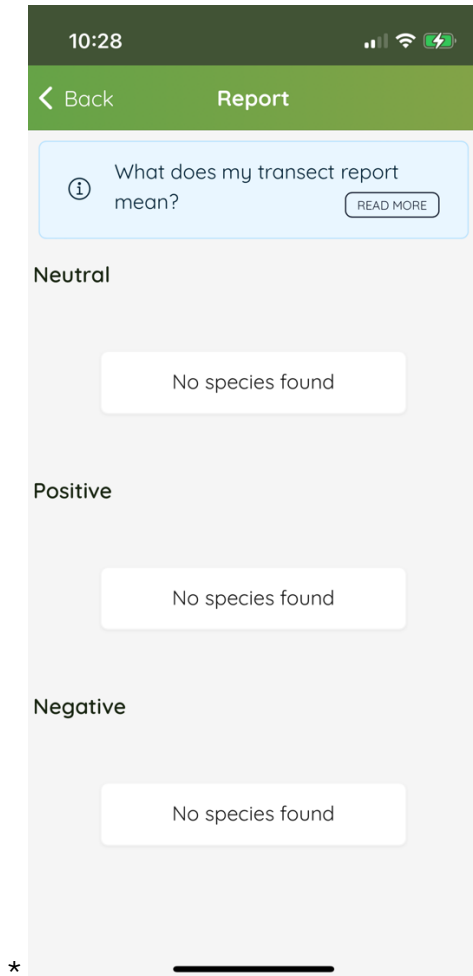 10:28
Back Report
What does my transect report
mean? READ MORE
Neutral
No species found
Positive
No species found
Negative
No species found
*